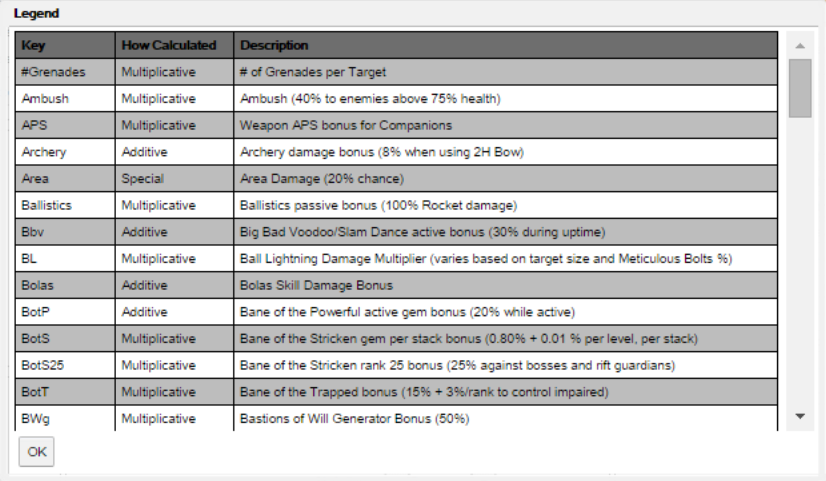 Legend
Key How Calculated Description
#Grenades Multiplicative # of Grenades per Target
Ambush Multiplicative Ambush (40% to enemies above 75% health)
APS Multiplicative Weapon APS bonus for Companions
Archery Additive Archery damage bonus (8% when using 2H Bow)
Area Special Area Damage (20% chance)
Ballistics Multiplicative Ballistics passive bonus (100% Rocket damage)
Bbv Additive Big Bad Voodoo/Slam Dance active bonus (30% during uptime)
BL Multiplicative Ball Lightning Damage Multiplier (varies based on target size and Meticulous Bolts %)
Bolas Additive Bolas Skill Damage Bonus
BotP Additive Bane of the Powerful active gem bonus (20% while active)
BotS Multiplicative Bane of the Stricken gem per stack bonus (0.80% + 0.01 % per level, per stack)
BotS25 Multiplicative Bane of the Stricken rank 25 bonus (25% against bosses and rift guardians)
BotT Multiplicative Bane of the Trapped bonus (15% + 3%/rank to control impaired)
BWg Multiplicative Bastions of Will Generator Bonus (50%)
OK